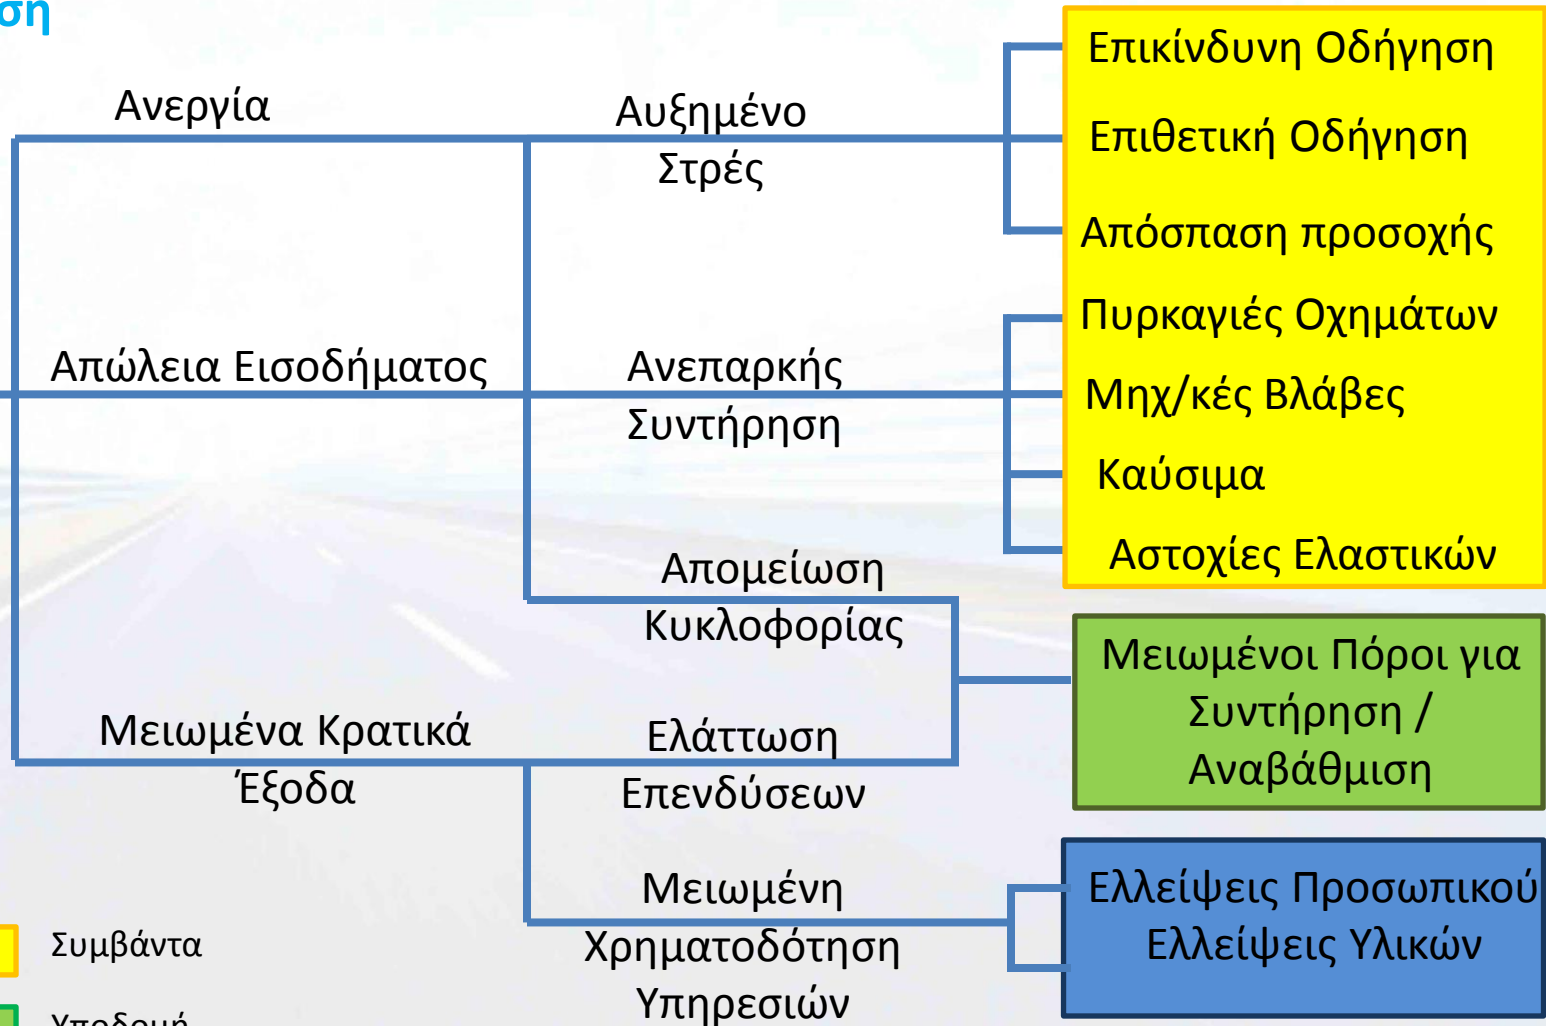 ση
Ανεργία
Απώλεια Εισοδήματος
Μειωμένα Κρατικά
Έξοδα
Αυξημένο
Στρές
Ανεπαρκής
Συντήρηση
Απομείωση
Κυκλοφορίας
Ελάττωση
Επενδύσεων
Μειωμένη
Χρηματοδότηση
Υπηρεσιών
Επικίνδυνη Οδήγηση
Επιθετική Οδήγηση
Απόσπαση προσοχής
Πυρκαγιές Οχημάτων
Μηχ/κές Βλάβες
Καύσιμα
Αστοχίες Ελαστικών
Μειωμένοι Πόροι για
Συντήρηση /
Αναβάθμιση
Ελλείψεις Προσωπικού
Ελλείψεις Υλικών
Συμβάντα
Υποδομή